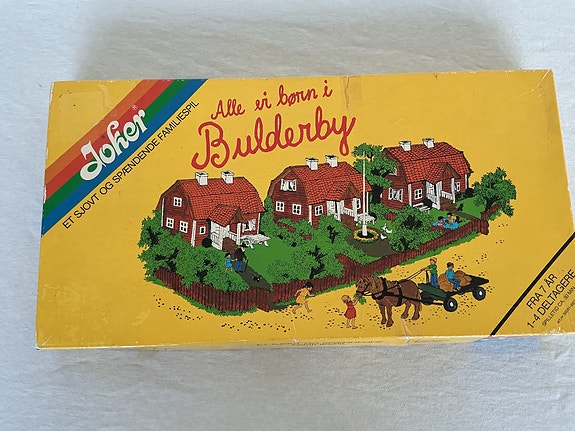 Joker®
ET SJOVT OG SPÆNDENDE FAMILIESPIL
Alle vi børn i
Bulderby
FRA 7 ÅR
1-4 DELTAGERE